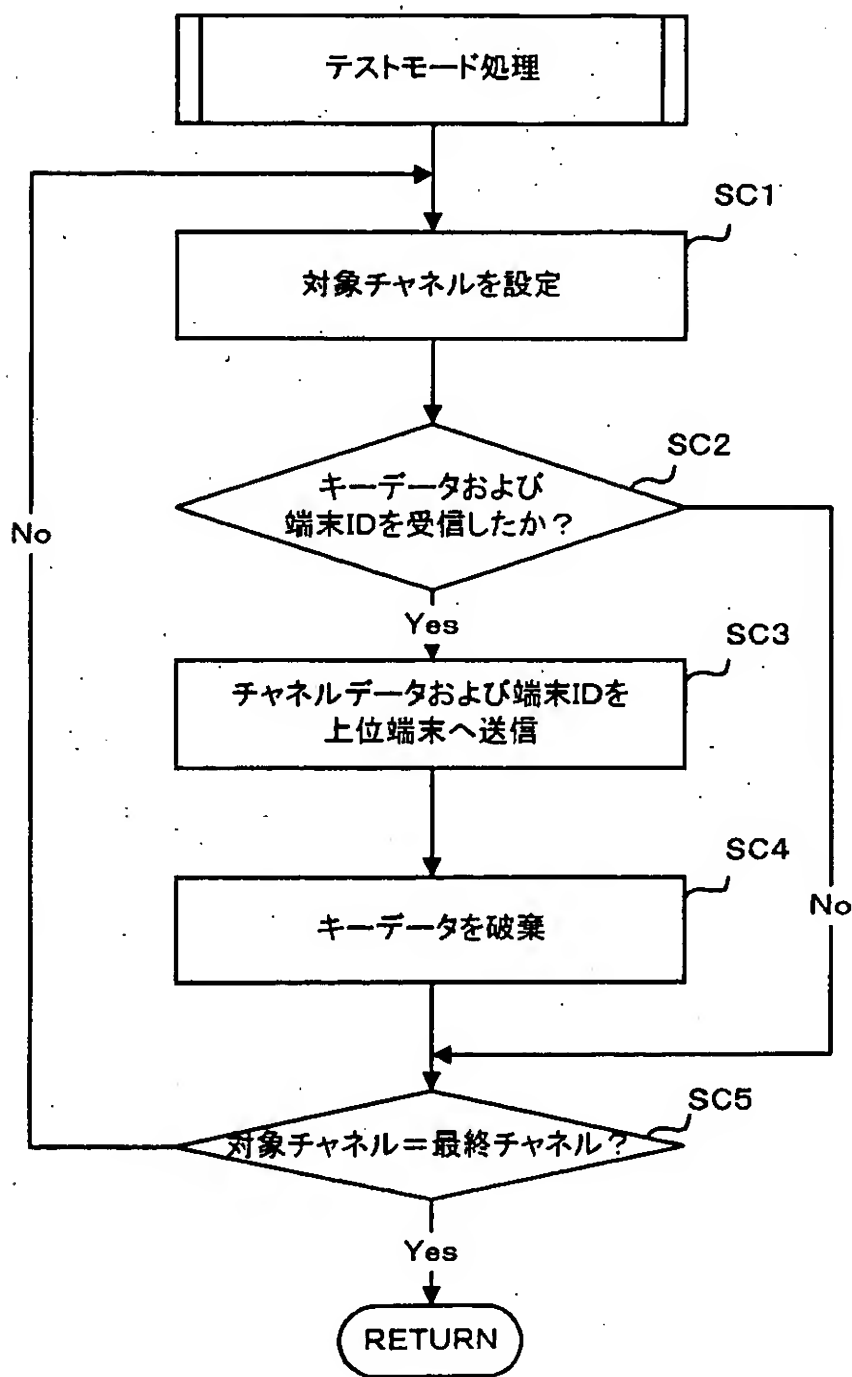 テストモード処理
SC1
対象チャネルを設定
SC2
キーデータおよび
端末IDを受信したか？
No
Yes
SC3
チャネルデータおよび端末IDを
上位端末へ送信
SC4
キーデータを破棄
No
SC5
対象チャネル＝最終チャネル？
Yes
RETURN